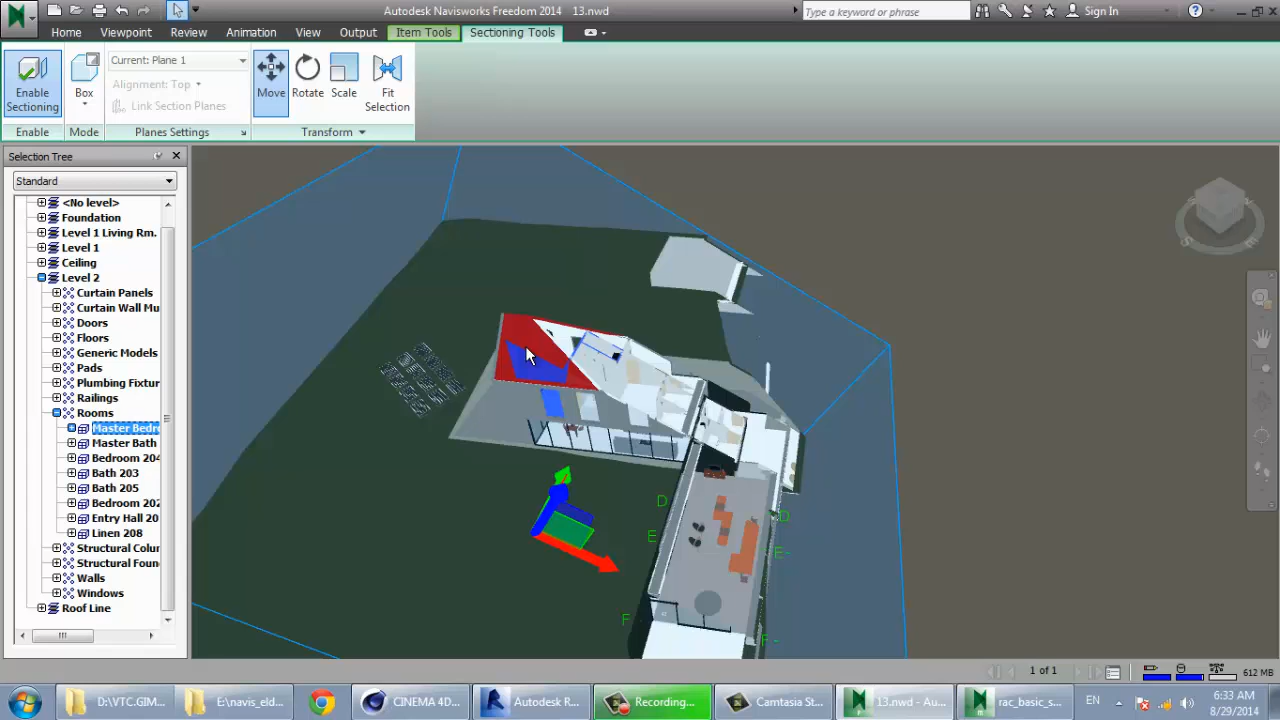 Autodesk Navisworks Freedom 2014 13.nwd
Type a keyword or phrase
Sign In
Home Viewpoint Review Animation View Output Item Tools Sectioning Tools
Enable Sectioning
Box
Current: Plane 1
Alignment: Top
Link Section Planes
Move
Rotate
Scale
Fit Selection
Enable Mode Planes Settings Transform
Selection Tree
Standard
<No level>
Foundation
Level 1 Living Rm.
Level 1
Ceiling
Level 2
Curtain Panels
Curtain Wall Mu
Doors
Floors
Generic Models
Pads
Plumbing Fixture
Railings
Rooms
Master Bedr
Master Bath
Bedroom 204
Bath 203
Bath 205
Bedroom 202
Entry Hall 20
Linen 208
Structural Colu
Structural Foun
Walls
Windows
Roof Line
D
D
E
E
F
F
1 of 1
612 MB
D:\VTC.GIM...
E:\navis_eld...
CINEMA 4D...
Autodesk R...
Recording...
Camtasia St...
13.nwd - Au...
rac_basic_s...
EN
6:33 AM
8/29/2014